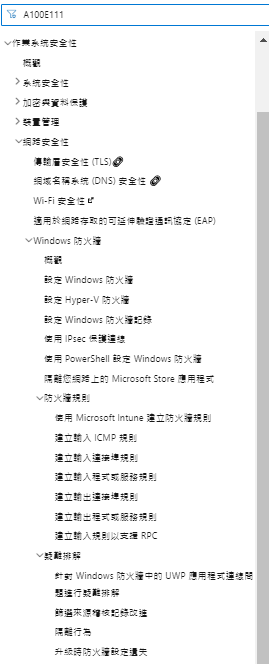 A100E111
作業系統安全性
概觀
系統安全性
加密與資料保護
裝置管理
網路安全性
傳輸層安全性 (TLS)
網域名稱系統 (DNS) 安全性
Wi-Fi 安全性
適用於網路存取的可延伸驗證通訊協定 (EAP)
Windows 防火牆
概觀
設定 Windows 防火牆
設定 Hyper-V 防火牆
設定 Windows 防火牆記錄
使用 IPsec 保護連線
使用 PowerShell 設定 Windows 防火牆
隔離您網路上的 Microsoft Store 應用程式
防火牆規則
使用 Microsoft Intune 建立防火牆規則
建立輸入 ICMP 規則
建立輸入連接埠規則
建立輸入程式或服務規則
建立輸出連接埠規則
建立輸出程式或服務規則
建立輸入規則以支援 RPC
疑難排解
針對 Windows 防火牆中的 UWP 應用程式連線問
題進行疑難排解
篩選來源稽核記錄改進
隔離行為
升級時防火牆設定遺失